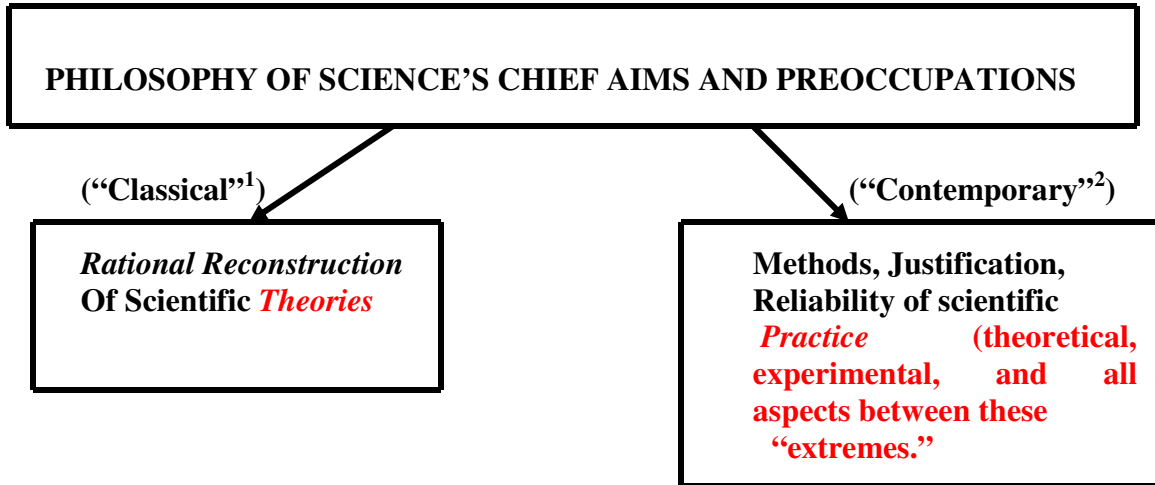 PHILOSOPHY OF SCIENCE’S CHIEF AIMS AND PREOCCUPATIONS
(“Classical”1)
(“Contemporary”2)
Rational Reconstruction
Of Scientific Theories
Methods, Justification,
Reliability of scientific
Practice (theoretical,
experimental, and all
aspects between these
“extremes.”